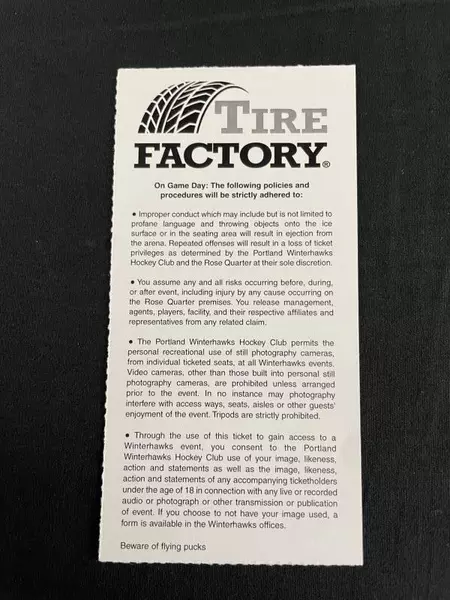 TIRE
FACTORY®
On Game Day: The following policies and
procedures will be strictly adhered to:
• Improper conduct which may include but is not limited to
profane language and throwing objects onto the ice
surface or in the seating area will result in ejection from
the arena. Repeated offenses will result in a loss of ticket
privileges as determined by the Portland Winterhawks
Hockey Club and the Rose Quarter at their sole discretion.
• You assume any and all risks occurring before, during,
or after event, including injury by any cause occurring on
the Rose Quarter premises. You release management,
agents, players, facility, and their respective affiliates and
representatives from any related claim.
• The Portland Winterhawks Hockey Club permits the
personal recreational use of still photography cameras,
from individual ticketed seats, at all Winterhawks events.
Video cameras, other than those built into personal still
photography cameras, are prohibited unless arranged
prior to the event. In no instance may photography
interfere with access ways, seats, aisles or other guests'
enjoyment of the event. Tripods are strictly prohibited.
• Through the use of this ticket to gain access to a
Winterhawks event, you consent to the Portland
Winterhawks Hockey Club use of your image, likeness,
action and statements as well as the image, likeness,
action and statements of any accompanying ticketholders
under the age of 18 in connection with any live or recorded
audio or photograph or other transmission or publication
of event. If you choose to not have your image used, a
form is available in the Winterhawks offices.
Beware of flying pucks